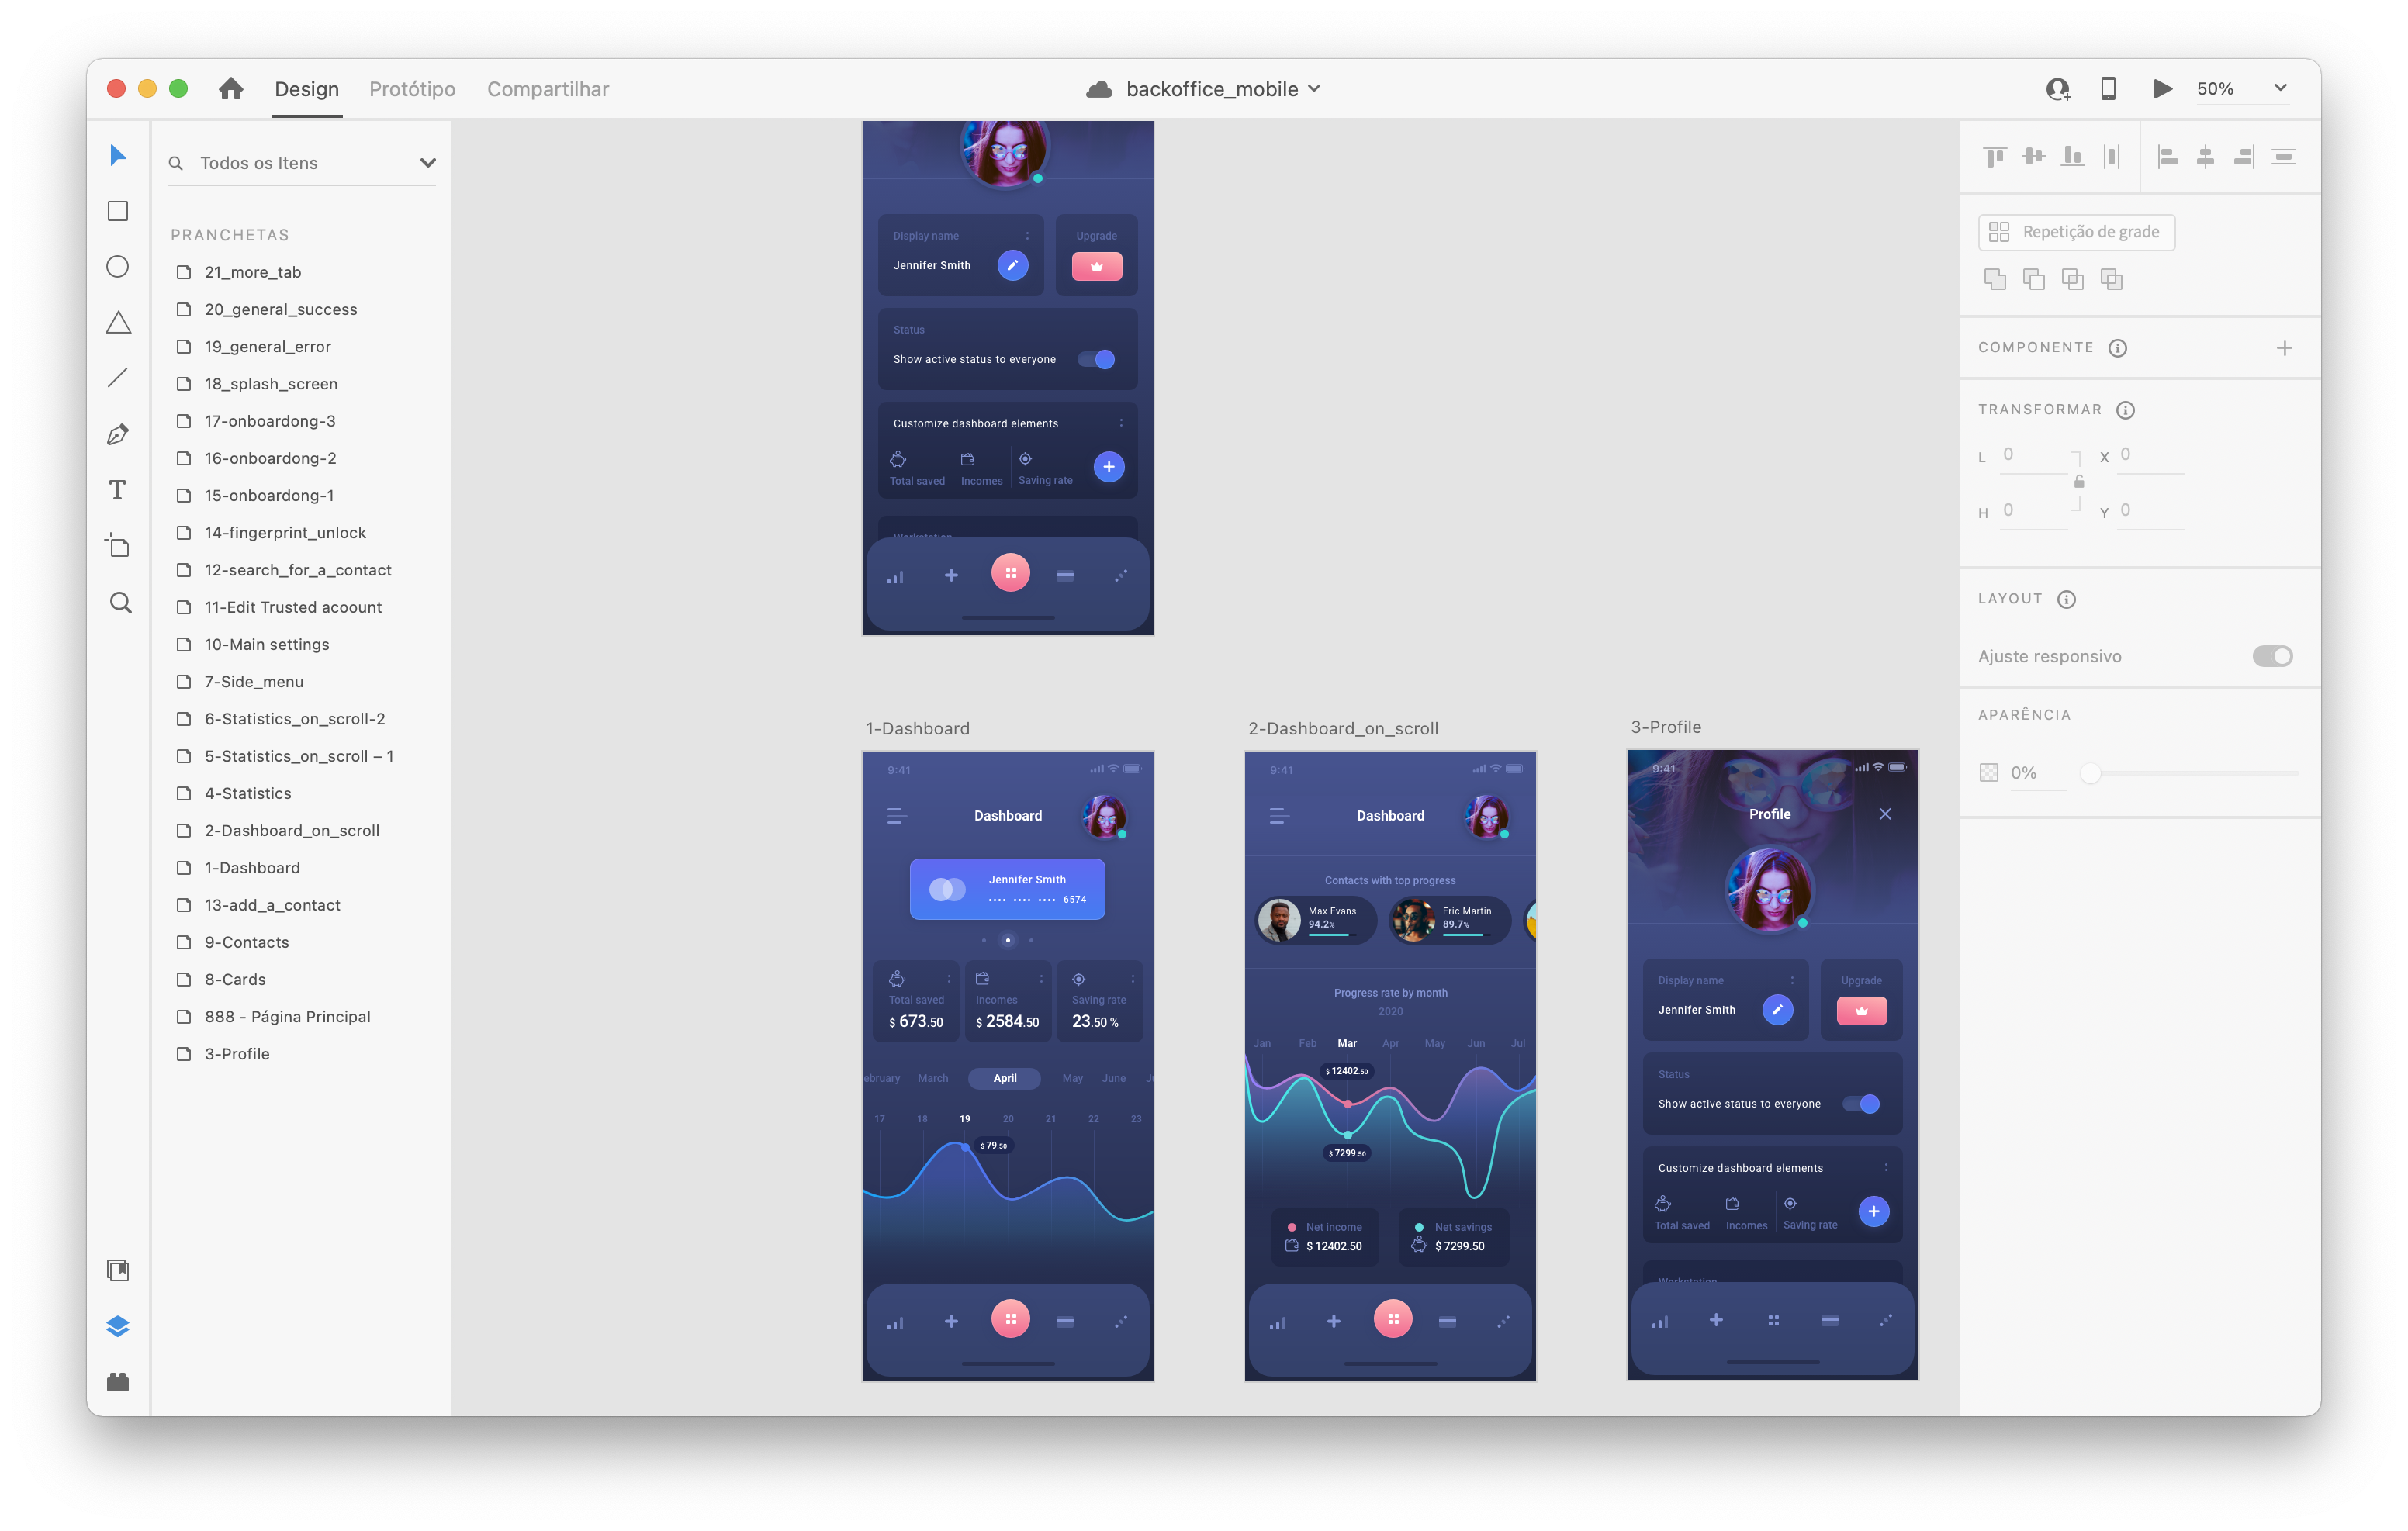 Design
Protótipo
Compartilhar
backoffice_mobile
50%
Todos os Itens
PRANCHETAS
21_more_tab
20_general_success
19_general_error
18_splash_screen
17-onboardong-3
16-onboardong-2
15-onboardong-1
14-fingerprint_unlock
12-search_for_a_contact
11-Edit Trusted acoount
10-Main settings
7-Side_menu
6-Statistics_on_scroll-2
5-Statistics_on_scroll – 1
4-Statistics
2-Dashboard_on_scroll
1-Dashboard
13-add_a_contact
9-Contacts
8-Cards
888 - Página Principal
3-Profile
Display name
Jennifer Smith
Upgrade
Status
Show active status to everyone
Customize dashboard elements
Total saved
Incomes
Saving rate
Workstation
1-Dashboard
9:41
Dashboard
Jennifer Smith
•••• •••• •••• 6574
Total saved
$ 673.50
Incomes
$ 2584.50
Saving rate
23.50 %
ebruary March April May June
17 18 19 20 21 22 23
$ 79.50
2-Dashboard_on_scroll
9:41
Dashboard
Contacts with top progress
Max Evans
94.2%
Eric Martin
89.7%
Progress rate by month
2020
Jan Feb Mar Apr May Jun Jul
$ 12402.50
$ 7299.50
Net income
$ 12402.50
Net savings
$ 7299.50
3-Profile
9:41
Profile
Display name
Jennifer Smith
Upgrade
Status
Show active status to everyone
Customize dashboard elements
Total saved
Incomes
Saving rate
Workstation
Repetição de grade
COMPONENTE
TRANSFORMAR
L 0 X 0
H 0 Y 0
LAYOUT
Ajuste responsivo
APARÊNCIA
0%